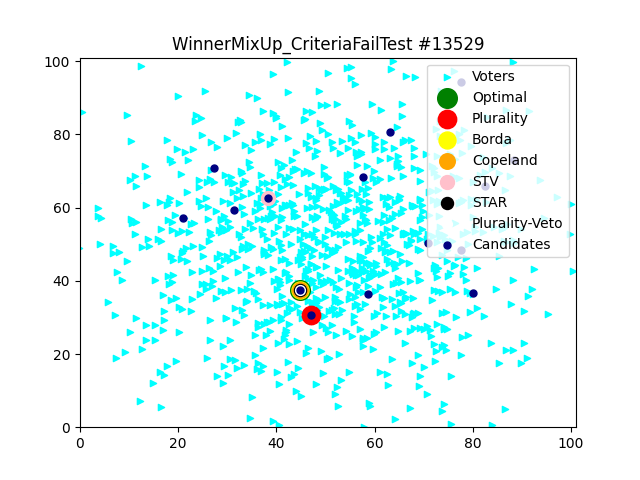 WinnerMixUp_CriteriaFailTest #13529
Voters
Optimal
Plurality
Borda
Copeland
STV
STAR
Plurality-Veto
Candidates
100
80
60
40
20
0
0 20 40 60 80 100